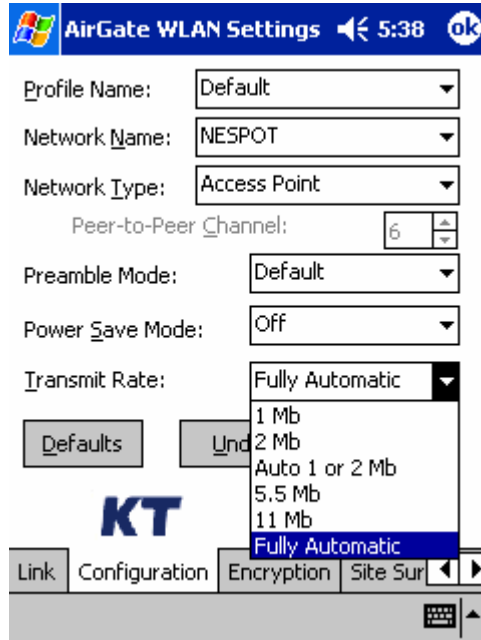 AirGate WLAN Settings 5:38 ok
Profile Name: Default
Network Name: NESPOT
Network Type: Access Point
Peer-to-Peer Channel: 6
Preamble Mode: Default
Power Save Mode: Off
Transmit Rate: Fully Automatic
1 Mb
Defaults
2 Mb
Auto 1 or 2 Mb
5.5 Mb
KT
11 Mb
Fully Automatic
Link Configuration Encryption